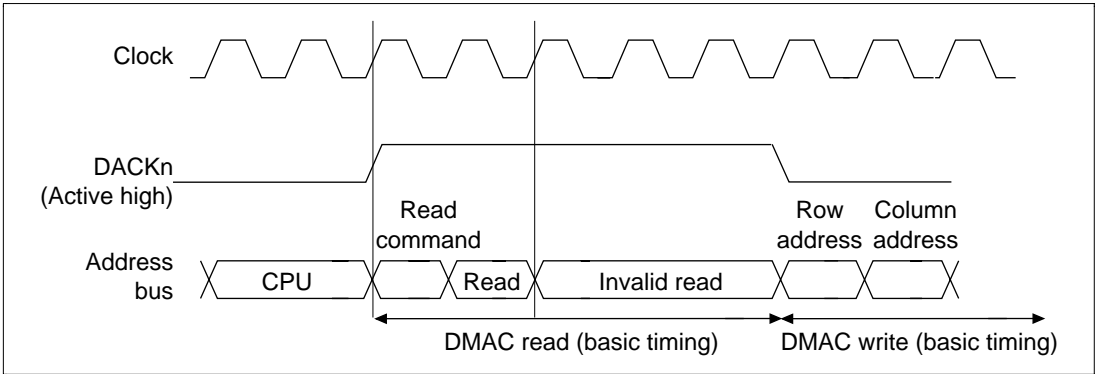 Clock
DACKn
(Active high)
Read
command
Row
address
Column
address
Address
bus
CPU
Read
Invalid read
DMAC read (basic timing)
DMAC write (basic timing)